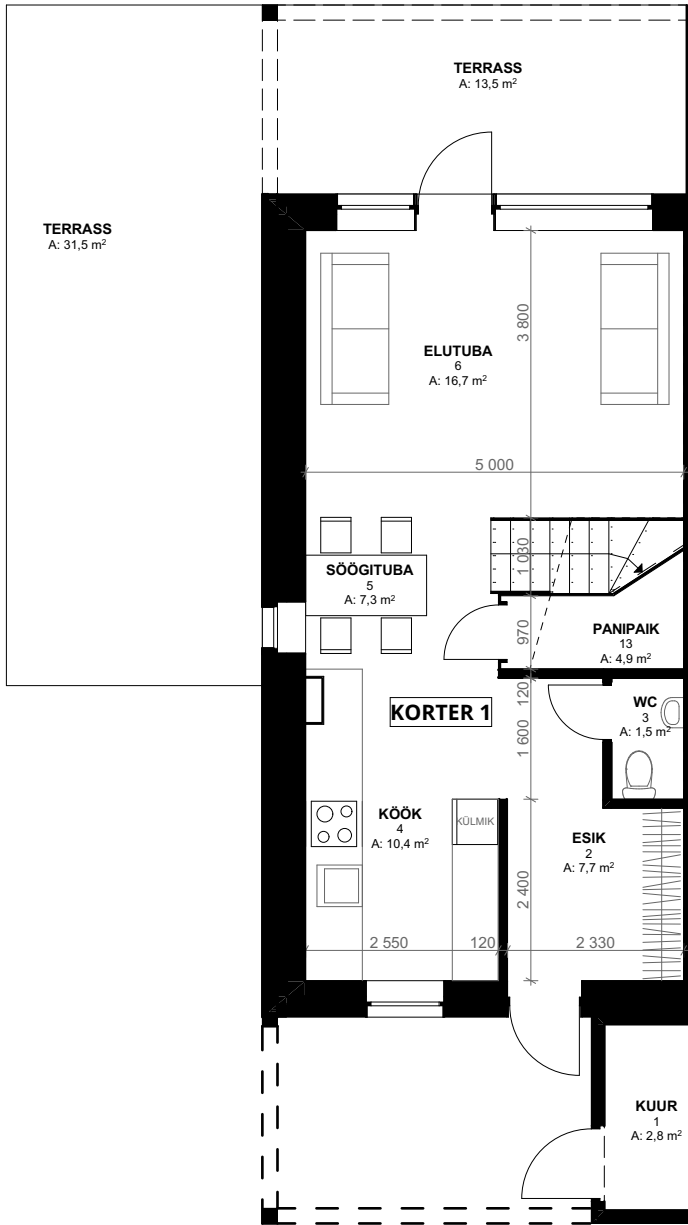 TERRASS
A: 13,5 m²
TERRASS
A: 31,5 m²
3 800
ELUTUBA
6
A: 16,7 m²
5 000
1 030
SÖÖGITUBA
5
A: 7,3 m²
970
PANIPAIK
13
A: 4,9 m²
120
WC
3
A: 1,5 m²
KORTER 1
1 600
KÖÖK
4
A: 10,4 m²
KÜLMIK
ESIK
2
A: 7,7 m²
2 400
2 550
120
2 330
KUUR
1
A: 2,8 m²